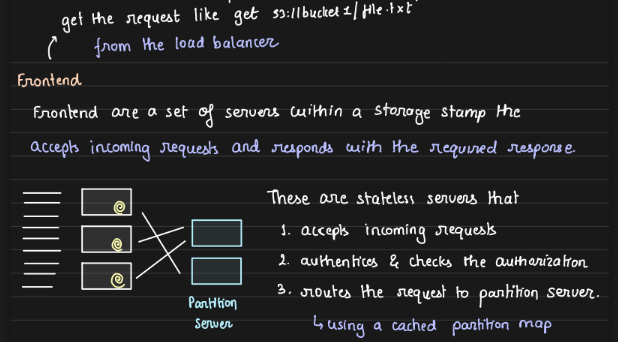 get the request like get s3://bucket1/file.txt
from the load balancer
Frontend
Frontend are a set of servers within a storage stamp the
accepts incoming requests and responds with the required response.
These are stateless servers that
1. accepts incoming requests
2. authentices & checks the authorization
3. routes the request to partition server.
↳ using a cached partition map
Partition
Server